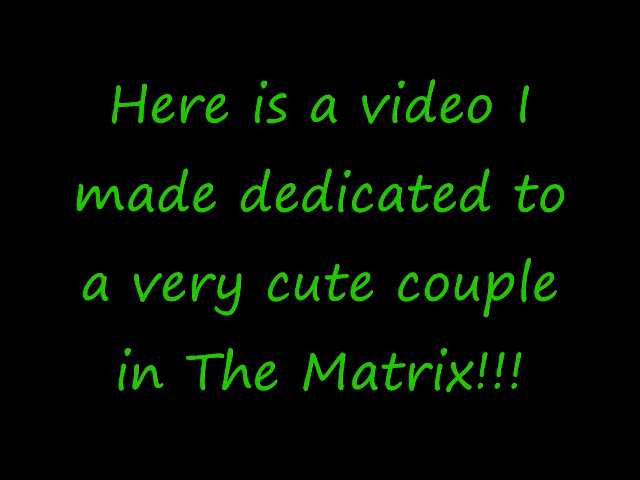 Here is a video I
made dedicated to
a very cute couple
in The Matrix!!!